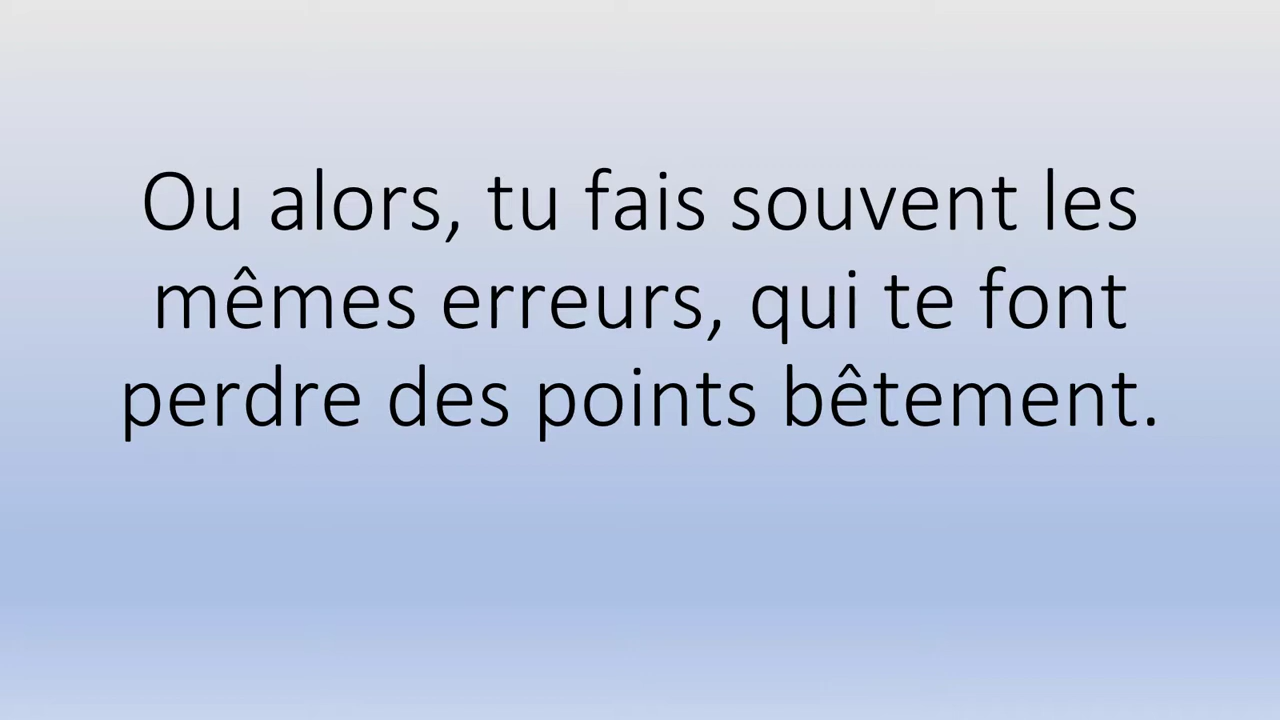 Ou alors, tu fais souvent les
mêmes erreurs, qui te font
perdre des points bêtement.